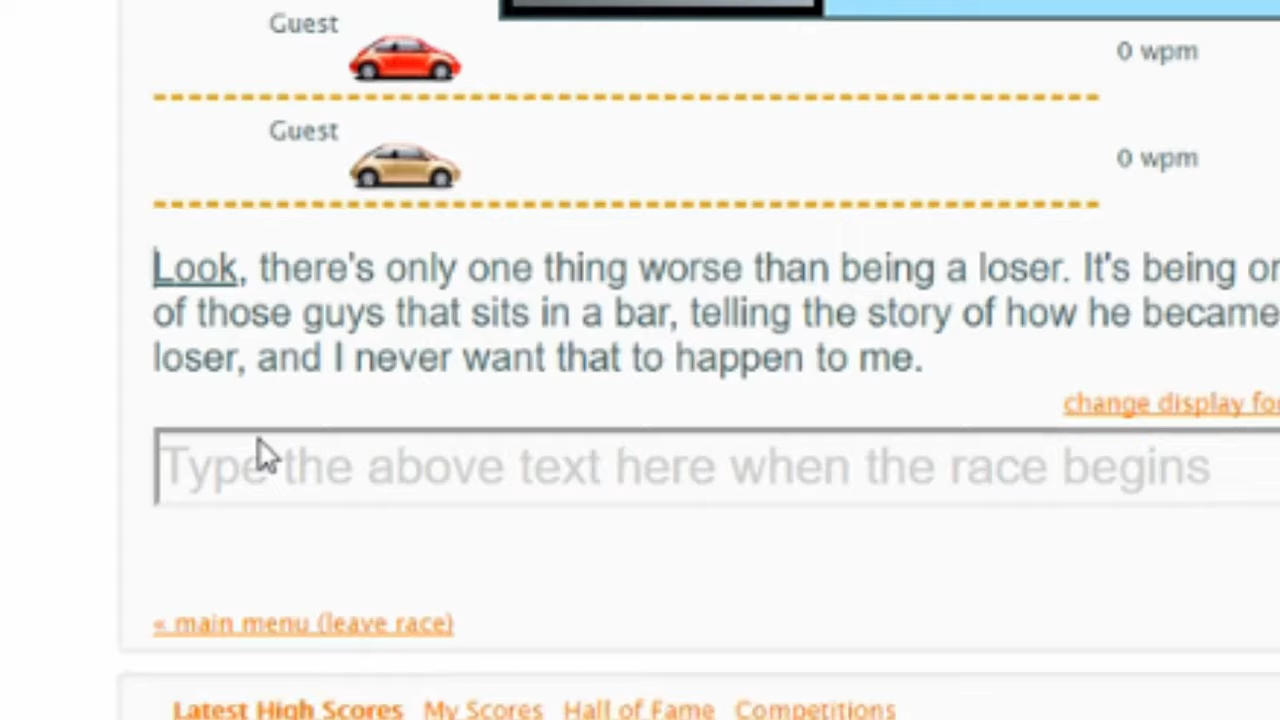 Guest
0 wpm
Guest
0 wpm
Look, there's only one thing worse than being a loser. It's being
of those guys that sits in a bar, telling the story of how he became
loser, and I never want that to happen to me.
change display
Type the above text here when the race begins
« main menu (leave race)
Latest High Scores My Scores Hall of Fame Competitions